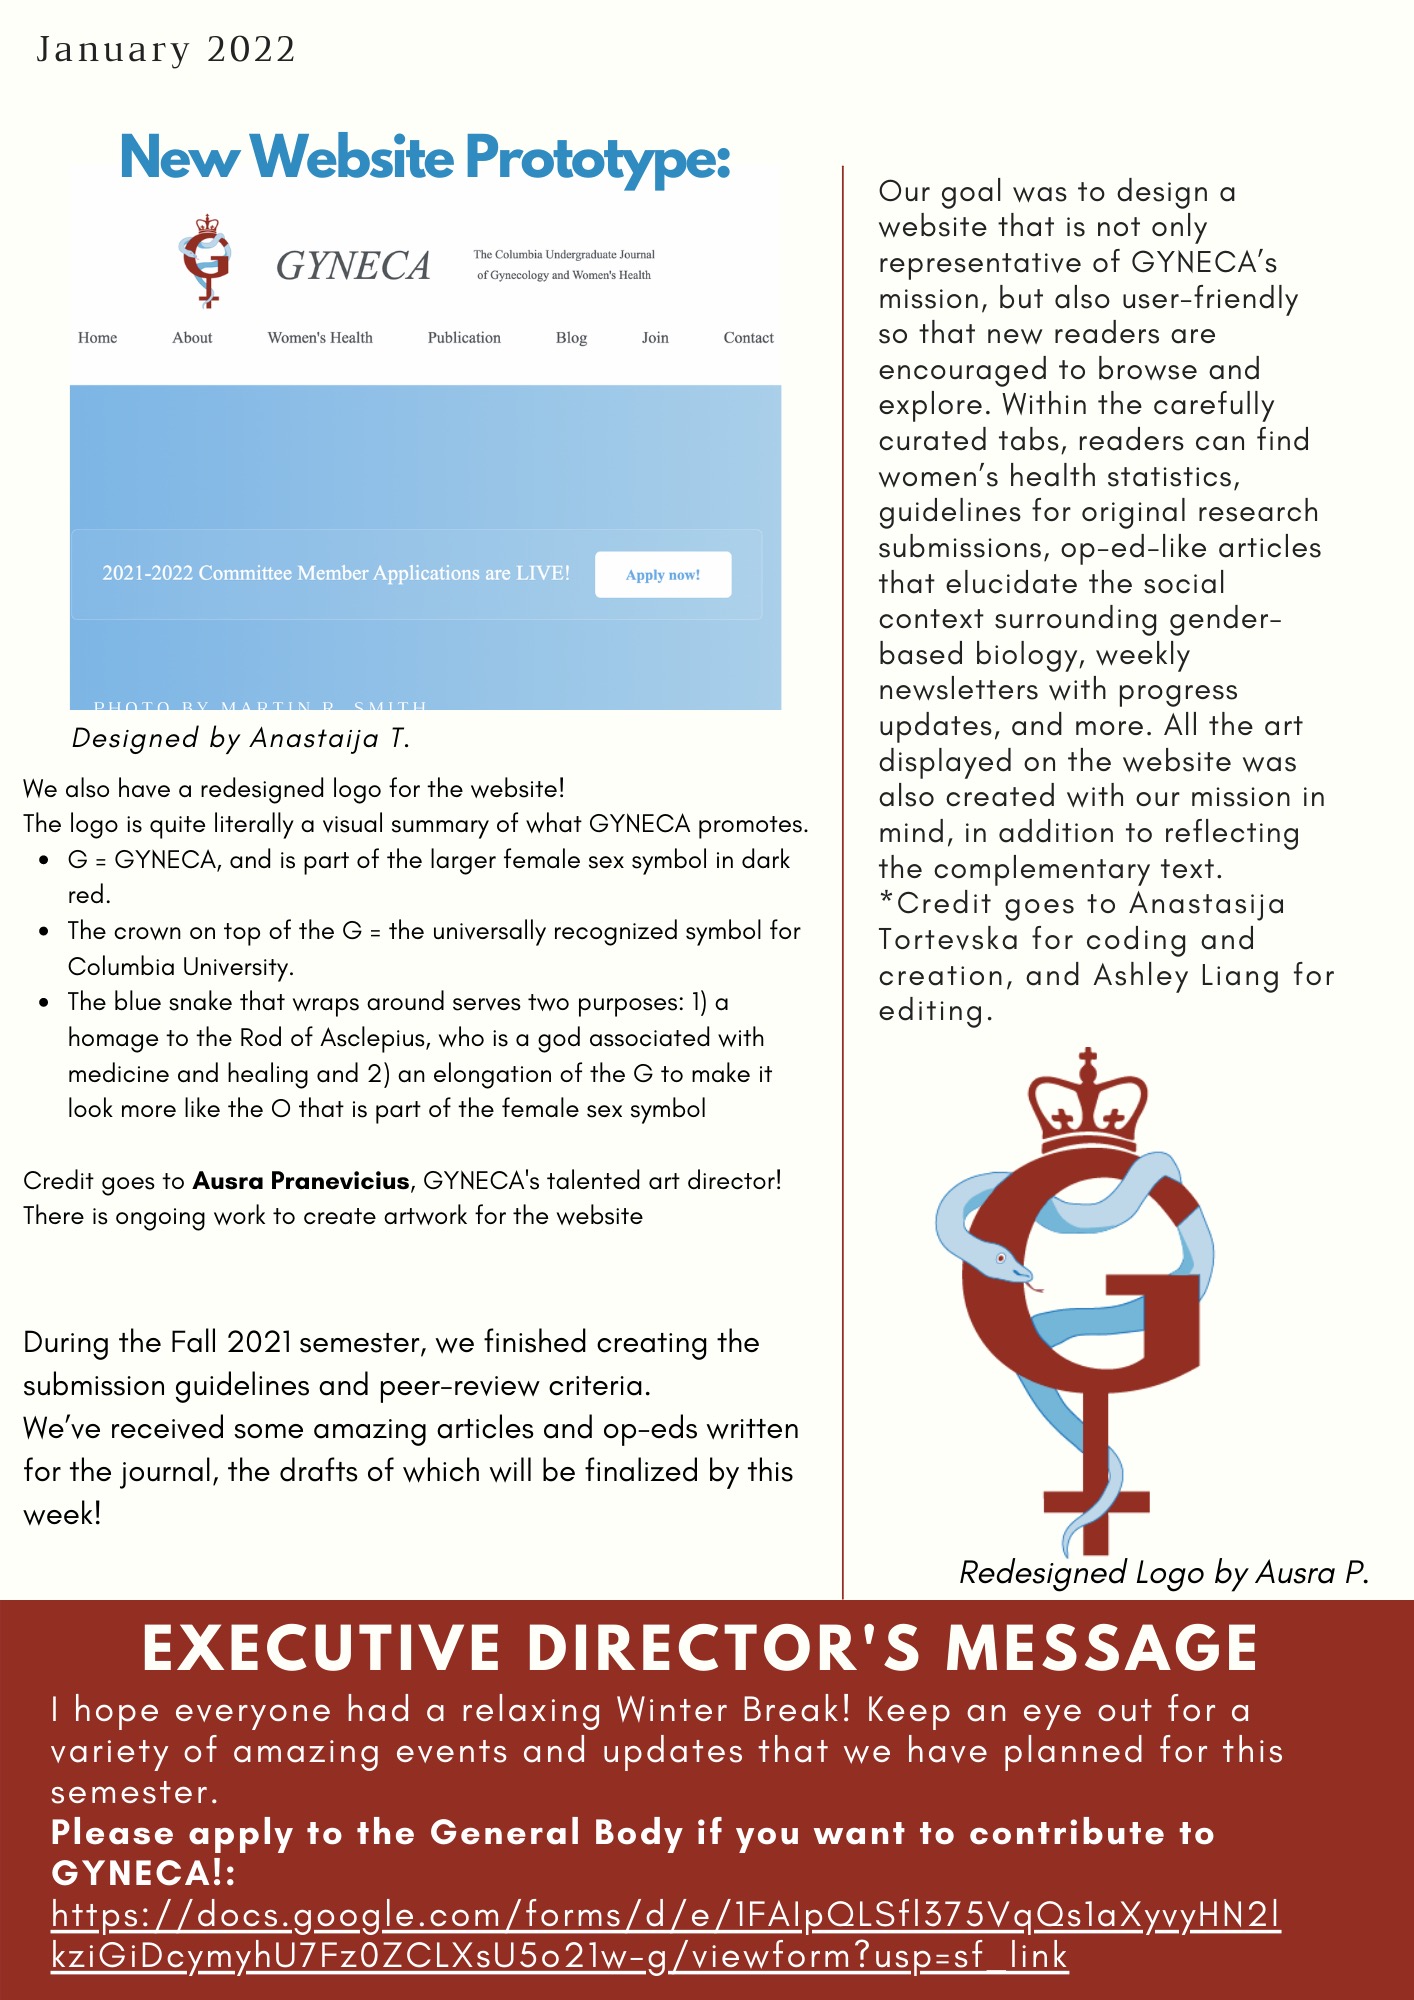 January 2022
New Website Prototype:
G
GYNECA
The Columbia Undergraduate Journal
of Gynecology and Women's Health
Home About Women's Health Publication Blog Join Contact
2021-2022 Committee Member Applications are LIVE!
Apply now!
PHOTO BY MARTIN R. SMITH
Designed by Anastaija T.
We also have a redesigned logo for the website!
The logo is quite literally a visual summary of what GYNECA promotes.
• G = GYNECA, and is part of the larger female sex symbol in dark
red.
• The crown on top of the G = the universally recognized symbol for
Columbia University.
• The blue snake that wraps around serves two purposes: 1) a
homage to the Rod of Asclepius, who is a god associated with
medicine and healing and 2) an elongation of the G to make it
look more like the O that is part of the female sex symbol
Credit goes to Ausra Pranevicius, GYNECA's talented art director!
There is ongoing work to create artwork for the website
During the Fall 2021 semester, we finished creating the
submission guidelines and peer-review criteria.
We’ve received some amazing articles and op-eds written
for the journal, the drafts of which will be finalized by this
week!
Our goal was to design a
website that is not only
representative of GYNECA’s
mission, but also user-friendly
so that new readers are
encouraged to browse and
explore. Within the carefully
curated tabs, readers can find
women’s health statistics,
guidelines for original research
submissions, op-ed-like articles
that elucidate the social
context surrounding gender-
based biology, weekly
newsletters with progress
updates, and more. All the art
displayed on the website was
also created with our mission in
mind, in addition to reflecting
the complementary text.
*Credit goes to Anastasija
Tortevska for coding and
creation, and Ashley Liang for
editing.
G
Redesigned Logo by Ausra P.
EXECUTIVE DIRECTOR'S MESSAGE
I hope everyone had a relaxing Winter Break! Keep an eye out for a
variety of amazing events and updates that we have planned for this
semester.
Please apply to the General Body if you want to contribute to
GYNECA!:
https://docs.google.com/forms/d/e/1FAIpQLSfl375VqQs1aXyvyHN2l
kziGiDcymyhU7Fz0ZCLXsU5o21w-g/viewform?usp=sf_link